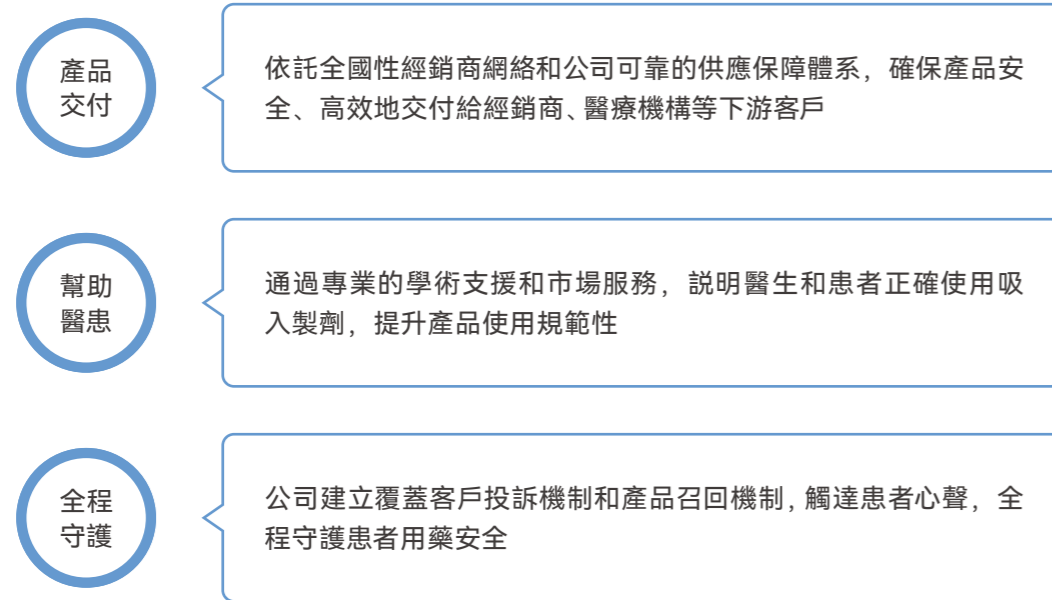 產品
交付
依託全國性經銷商網絡和公司可靠的供應保障體系，確保產品安
全、高效地交付給經銷商、醫療機構等下游客戶
幫助
醫患
通過專業的學術支援和市場服務，説明醫生和患者正確使用吸
入製劑，提升產品使用規範性
全程
守護
公司建立覆蓋客戶投訴機制和產品召回機制，觸達患者心聲，全
程守護患者用藥安全